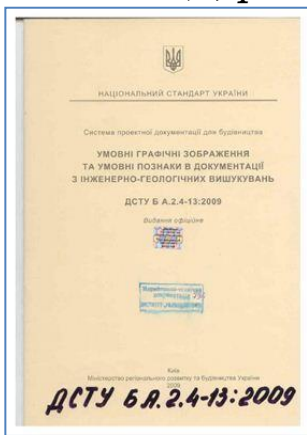 НАЦІОНАЛЬНИЙ СТАНДАРТ УКРАЇНИ
Система проектної документації для будівництва
УМОВНІ ГРАФІЧНІ ЗОБРАЖЕННЯ
ТА УМОВНІ ПОЗНАКИ В ДОКУМЕНТАЦІЇ
З ІНЖЕНЕРНО-ГЕОЛОГІЧНИХ ВИШУКУВАНЬ
ДСТУ Б А.2.4-13:2009
Видання офіційне
Київ
Міністерство регіонального розвитку та будівництва України
2009
ДСТУ Б А.2.4-13:2009